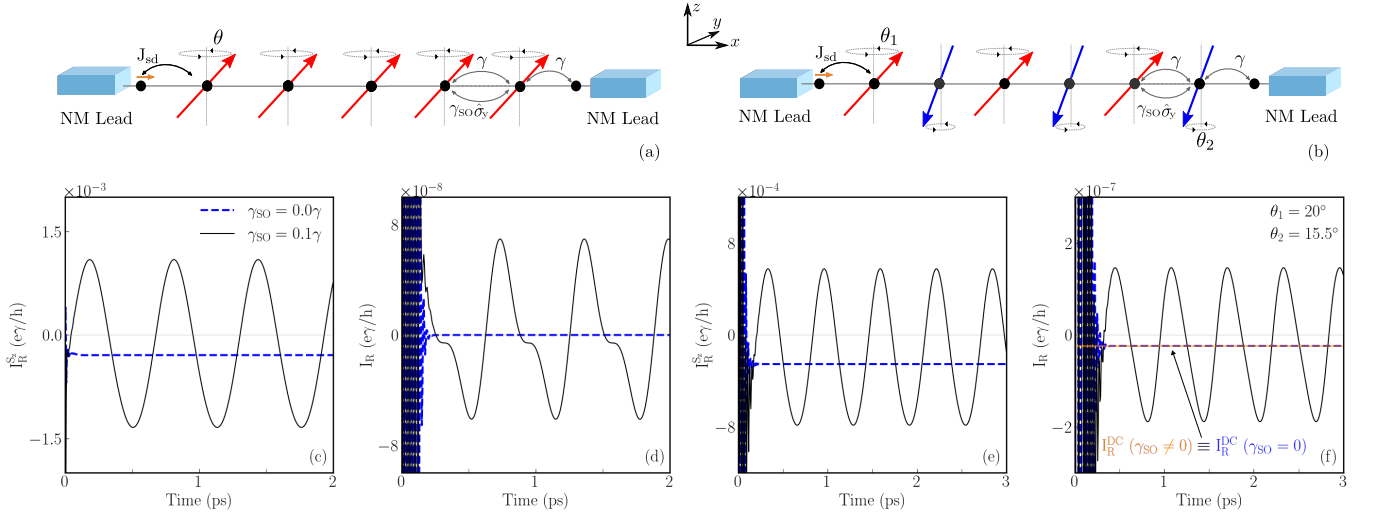 J_sd θ γ γ
γ_SO σ̂_y
NM Lead NM Lead
(a)
z
y
x
J_sd θ₁ γ γ
γ_SO σ̂_y
NM Lead NM Lead
θ₂
(b)
×10⁻³
γ_SO = 0.0γ
γ_SO = 0.1γ
1.5
0.0
−1.5
I_R^{S_z} (eγ/h)
(c)
0 1 2
Time (ps)
×10⁻⁸
8
0
−8
I_R (eγ/h)
(d)
0 1 2
Time (ps)
×10⁻⁴
8
0
−8
I_R^{S_z} (eγ/h)
(e)
0 1 2 3
Time (ps)
×10⁻⁷
θ₁ = 20°
θ₂ = 15.5°
2
0
−2
I_R (eγ/h)
I_R^{DC} (γ_SO ≠ 0) ≡ I_R^{DC} (γ_SO = 0)
(f)
0 1 2 3
Time (ps)